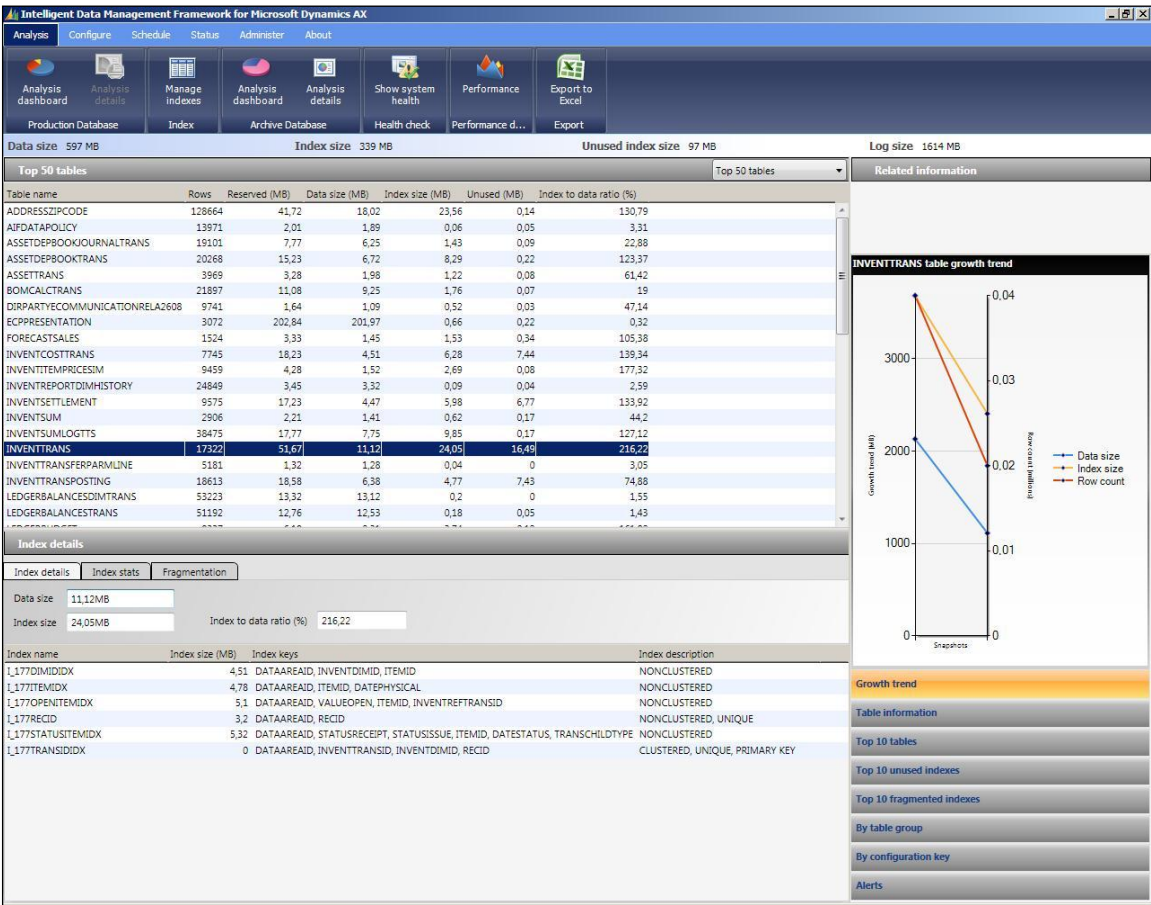 Intelligent Data Management Framework for Microsoft Dynamics AX
Analysis Configure Schedule Status Administer About
Analysis dashboard
Analysis details
Manage indexes
Analysis dashboard
Analysis details
Show system health
Performance
Export to Excel
Production Database Index Archive Database Health check Performance d... Export
Data size 597 MB Index size 339 MB Unused index size 97 MB Log size 1614 MB
Top 50 tables Top 50 tables
Table name Rows Reserved (MB) Data size (MB) Index size (MB) Unused (MB) Index to data ratio (%)
ADDRESSZIPCODE 128664 41,72 18,02 23,56 0,14 130,79
AIFDATAPOLICY 13971 2,01 1,89 0,06 0,05 3,31
ASSETDEPBOOKJOURNALTRANS 19101 7,77 6,25 1,43 0,09 22,88
ASSETDEPBOOKTRANS 20268 15,23 6,72 8,29 0,22 123,37
ASSETTRANS 3969 3,28 1,98 1,22 0,08 61,42
BOMCALCTRANS 21897 11,08 9,25 1,76 0,07 19
DIRPARTYECOMMUNICATIONRELA2608 9741 1,64 1,09 0,52 0,03 47,14
ECPPRESENTATION 3072 202,84 201,97 0,66 0,22 0,32
FORECASTSALES 1524 3,33 1,45 1,53 0,34 105,38
INVENTCOSTTRANS 7745 18,23 4,51 6,28 7,44 139,34
INVENTITEMPRICESIM 9459 4,28 1,52 2,69 0,08 177,32
INVENTREPORTDIMHISTORY 24849 3,45 3,32 0,09 0,04 2,59
INVENTSETTLEMENT 9575 17,23 4,47 5,98 6,77 133,92
INVENTSUM 2906 2,21 1,41 0,62 0,17 44,2
INVENTSUMLOGTTS 38475 17,77 7,75 9,85 0,17 127,12
INVENTTRANS 17322 51,67 11,12 24,05 16,49 216,22
INVENTTRANSFERPARMLINE 5181 1,32 1,28 0,04 0 3,05
INVENTTRANSPOSTING 18613 18,58 6,38 4,77 7,43 74,88
LEDGERBALANCESDIMTRANS 53223 13,32 13,12 0,2 0 1,55
LEDGERBALANCESTRANS 51192 12,76 12,53 0,18 0,05 1,43
Index details
Index details Index stats Fragmentation
Data size 11,12MB
Index size 24,05MB Index to data ratio (%) 216,22
Index name Index size (MB) Index keys Index description
I_177DIMIDIDX 4,51 DATAAREAID, INVENTDIMID, ITEMID NONCLUSTERED
I_177ITEMIDX 4,78 DATAAREAID, ITEMID, DATEPHYSICAL NONCLUSTERED
I_177OPENITEMIDX 5,1 DATAAREAID, VALUEOPEN, ITEMID, INVENTREFTRANSID NONCLUSTERED
I_177RECID 3,2 DATAAREAID, RECID NONCLUSTERED, UNIQUE
I_177STATUSITEMIDX 5,32 DATAAREAID, STATUSRECEIPT, STATUSISSUE, ITEMID, DATESTATUS, TRANSCHILDTYPE NONCLUSTERED
I_177TRANSIDIDX 0 DATAAREAID, INVENTTRANSID, INVENTDIMID, RECID CLUSTERED, UNIQUE, PRIMARY KEY
Related information
INVENTTRANS table growth trend
0,04
3000
0,03
2000
0,02
1000
0,01
0 0
Growth trend (MB)
Row count (millions)
Snapshots
Data size
Index size
Row count
Growth trend
Table information
Top 10 tables
Top 10 unused indexes
Top 10 fragmented indexes
By table group
By configuration key
Alerts